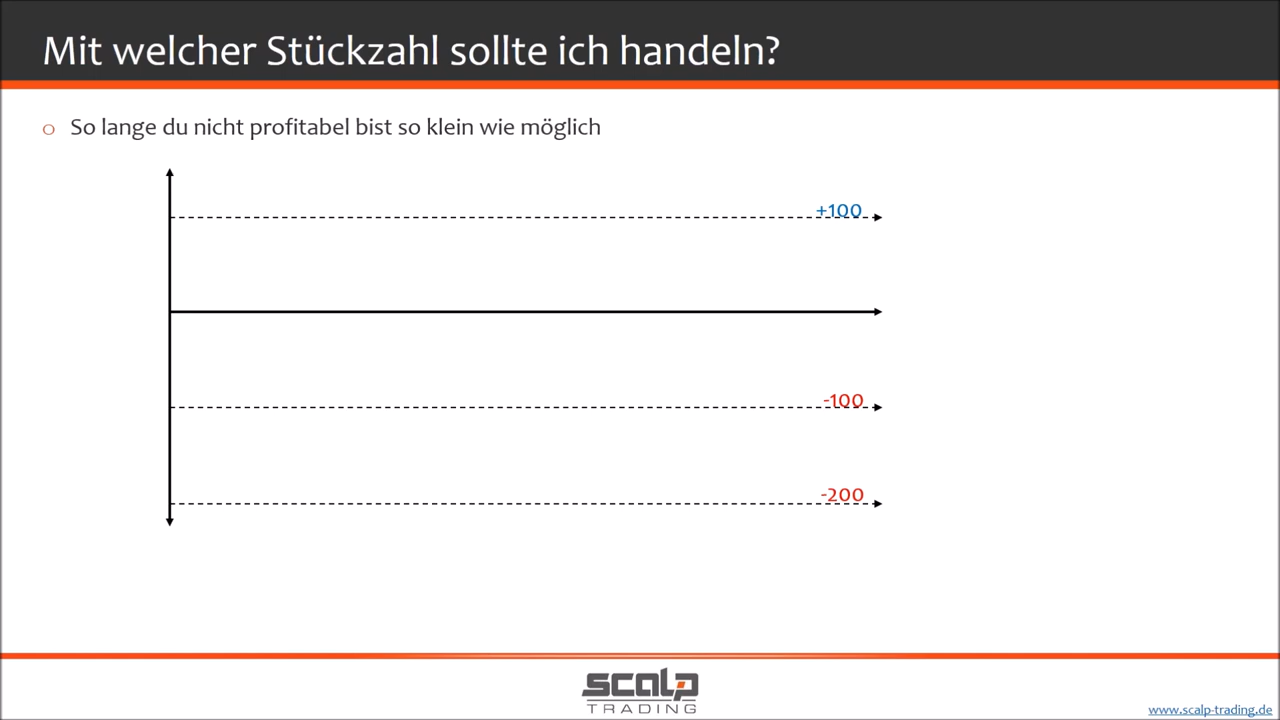 Mit welcher Stückzahl sollte ich handeln?
o So lange du nicht profitabel bist so klein wie möglich
+100
-100
-200
scalp
TRADING
www.scalp-trading.de